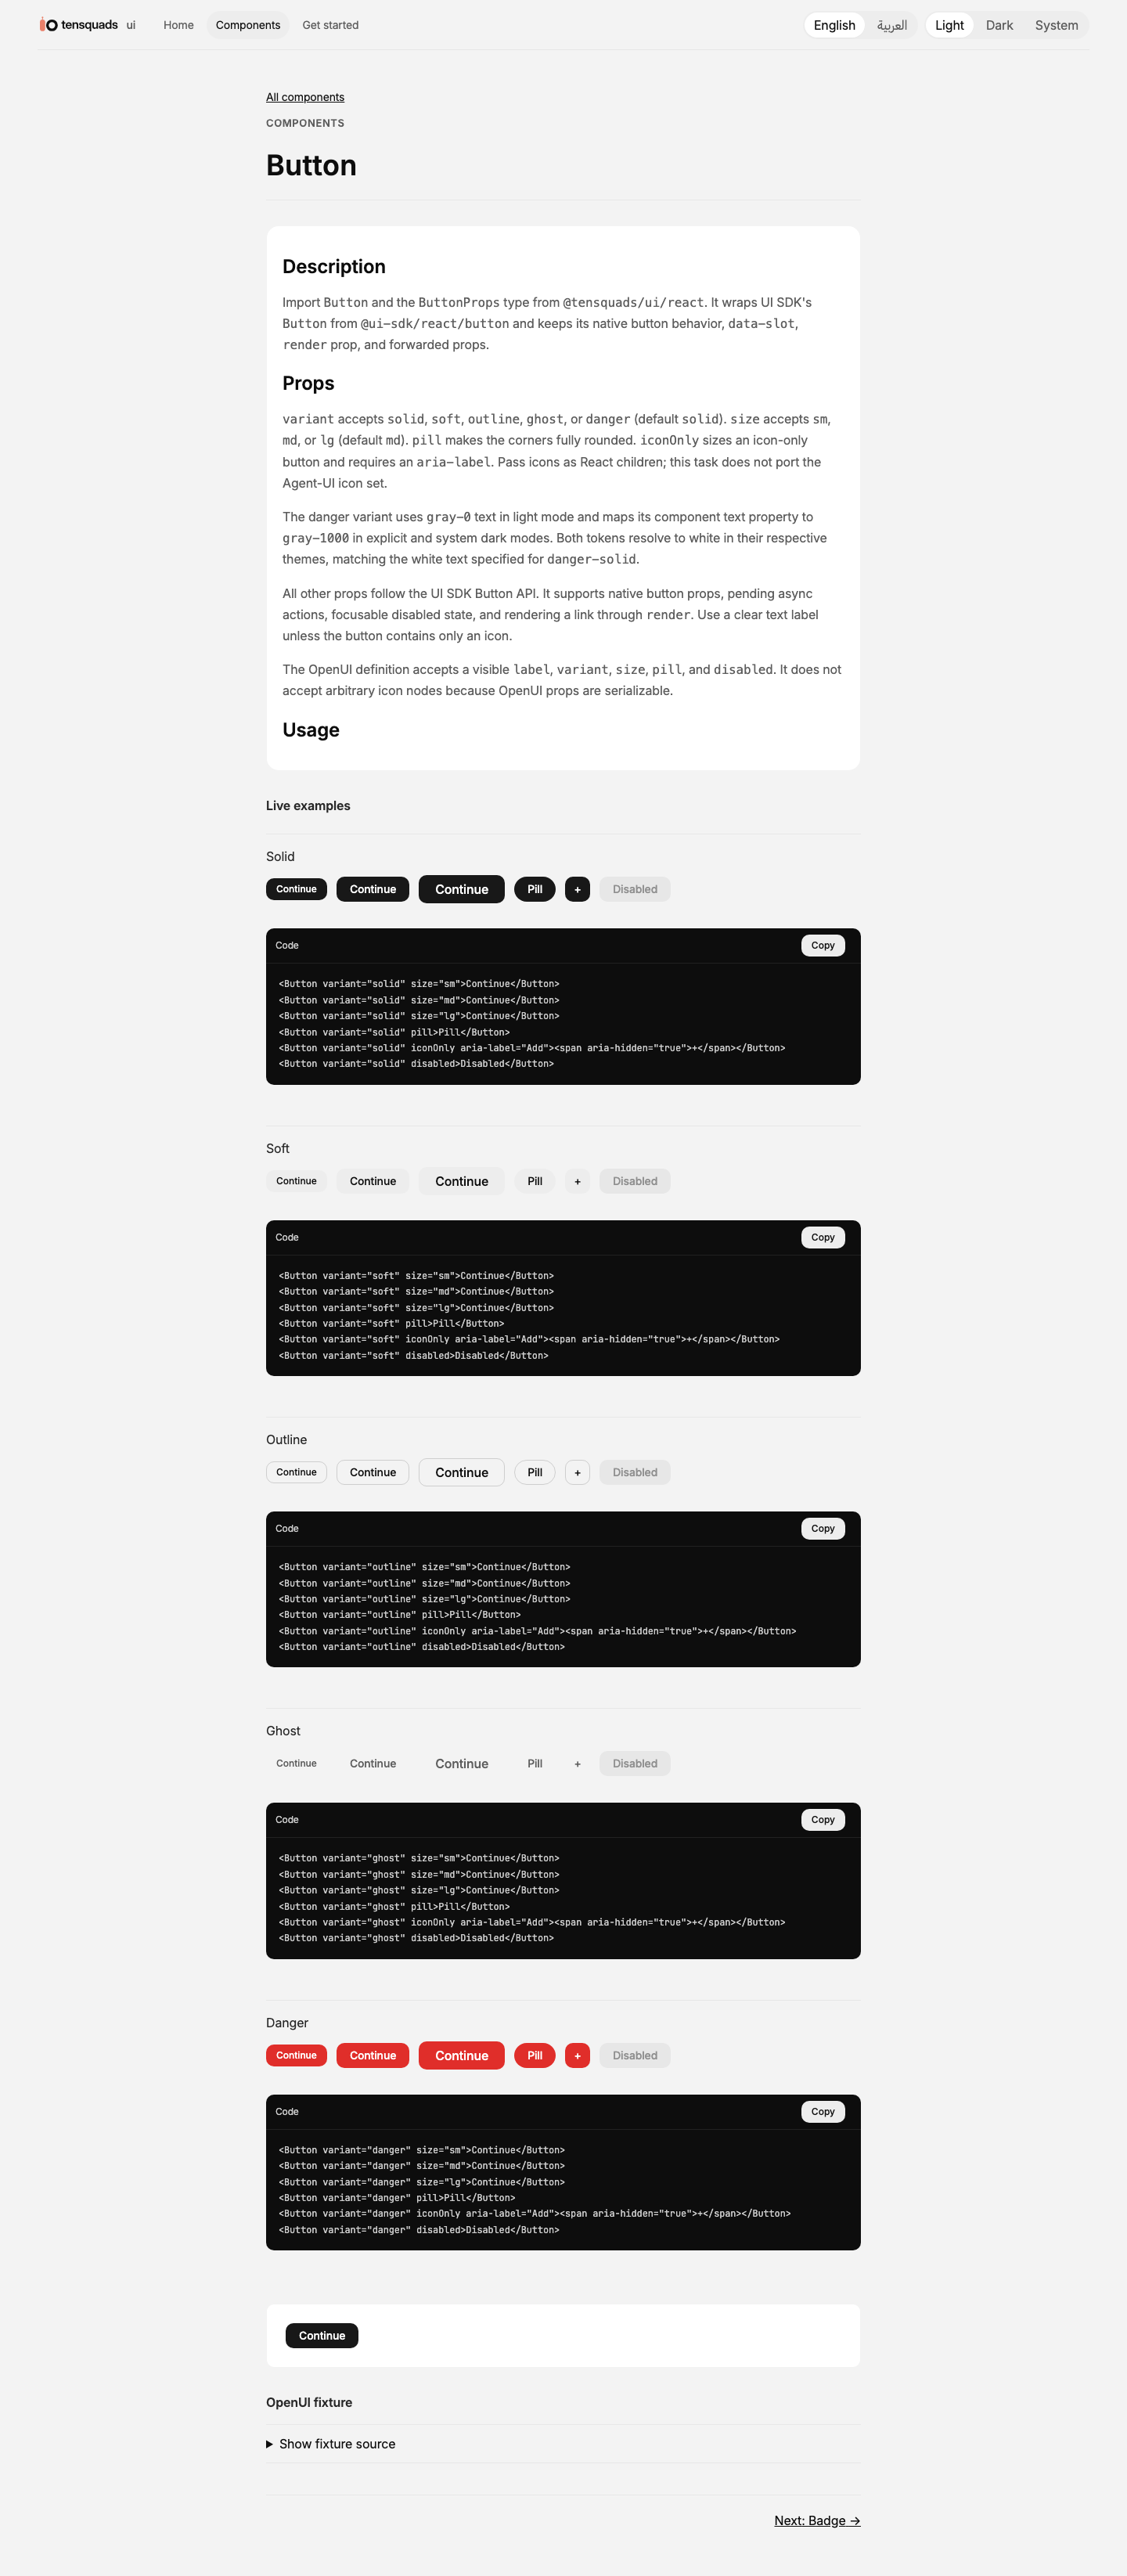 tensquads ui Home Components Get started English العربية Light Dark System
All components
COMPONENTS
Button
Description
Import Button and the ButtonProps type from @tensquads/ui/react. It wraps UI SDK's
Button from @ui-sdk/react/button and keeps its native button behavior, data-slot,
render prop, and forwarded props.
Props
variant accepts solid, soft, outline, ghost, or danger (default solid). size accepts sm,
md, or lg (default md). pill makes the corners fully rounded. iconOnly sizes an icon-only
button and requires an aria-label. Pass icons as React children; this task does not port the
Agent-UI icon set.
The danger variant uses gray-0 text in light mode and maps its component text property to
gray-1000 in explicit and system dark modes. Both tokens resolve to white in their respective
themes, matching the white text specified for danger-solid.
All other props follow the UI SDK Button API. It supports native button props, pending async
actions, focusable disabled state, and rendering a link through render. Use a clear text label
unless the button contains only an icon.
The OpenUI definition accepts a visible label, variant, size, pill, and disabled. It does not
accept arbitrary icon nodes because OpenUI props are serializable.
Usage
Live examples
Solid
Continue Continue Continue Pill + Disabled
Code Copy
<Button variant="solid" size="sm">Continue</Button>
<Button variant="solid" size="md">Continue</Button>
<Button variant="solid" size="lg">Continue</Button>
<Button variant="solid" pill>Pill</Button>
<Button variant="solid" iconOnly aria-label="Add"><span aria-hidden="true">+</span></Button>
<Button variant="solid" disabled>Disabled</Button>
Soft
Continue Continue Continue Pill + Disabled
Code Copy
<Button variant="soft" size="sm">Continue</Button>
<Button variant="soft" size="md">Continue</Button>
<Button variant="soft" size="lg">Continue</Button>
<Button variant="soft" pill>Pill</Button>
<Button variant="soft" iconOnly aria-label="Add"><span aria-hidden="true">+</span></Button>
<Button variant="soft" disabled>Disabled</Button>
Outline
Continue Continue Continue Pill + Disabled
Code Copy
<Button variant="outline" size="sm">Continue</Button>
<Button variant="outline" size="md">Continue</Button>
<Button variant="outline" size="lg">Continue</Button>
<Button variant="outline" pill>Pill</Button>
<Button variant="outline" iconOnly aria-label="Add"><span aria-hidden="true">+</span></Button>
<Button variant="outline" disabled>Disabled</Button>
Ghost
Continue Continue Continue Pill + Disabled
Code Copy
<Button variant="ghost" size="sm">Continue</Button>
<Button variant="ghost" size="md">Continue</Button>
<Button variant="ghost" size="lg">Continue</Button>
<Button variant="ghost" pill>Pill</Button>
<Button variant="ghost" iconOnly aria-label="Add"><span aria-hidden="true">+</span></Button>
<Button variant="ghost" disabled>Disabled</Button>
Danger
Continue Continue Continue Pill + Disabled
Code Copy
<Button variant="danger" size="sm">Continue</Button>
<Button variant="danger" size="md">Continue</Button>
<Button variant="danger" size="lg">Continue</Button>
<Button variant="danger" pill>Pill</Button>
<Button variant="danger" iconOnly aria-label="Add"><span aria-hidden="true">+</span></Button>
<Button variant="danger" disabled>Disabled</Button>
Continue
OpenUI fixture
▶ Show fixture source
Next: Badge →